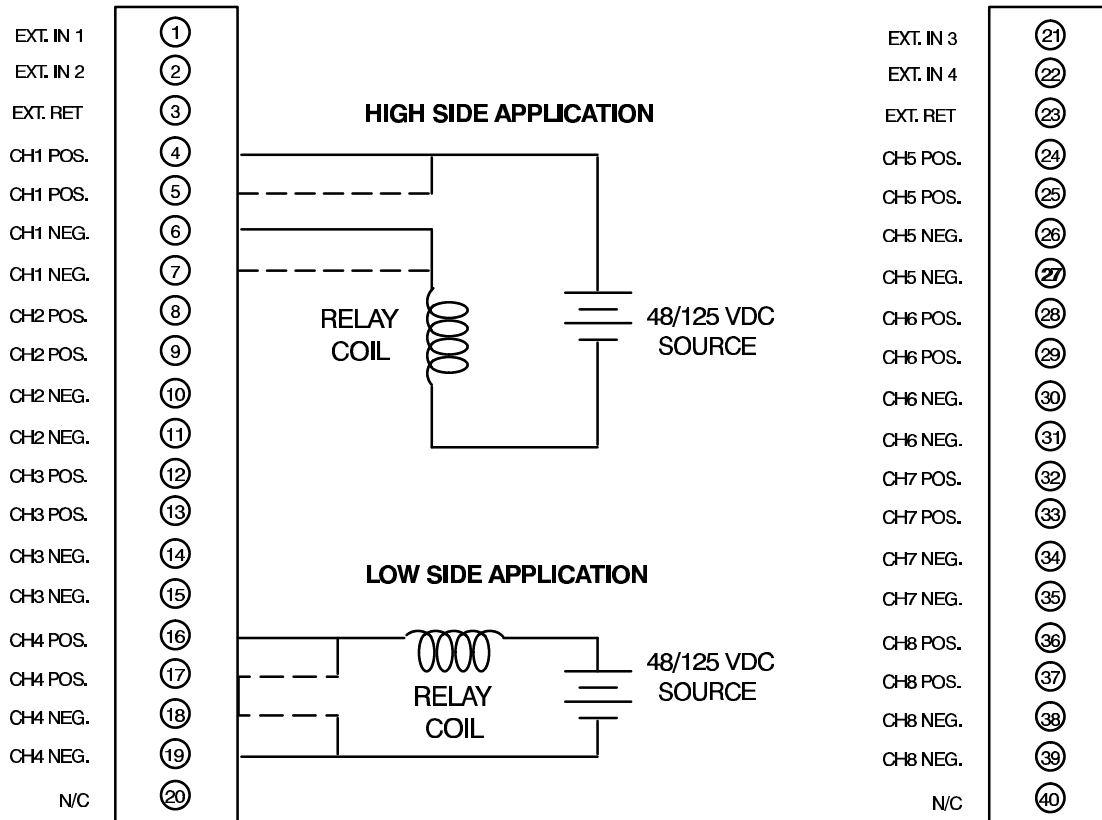 EXT. IN 1 1
EXT. IN 2 2
EXT. RET 3
CH1 POS. 4
CH1 POS. 5
CH1 NEG. 6
CH1 NEG. 7
CH2 POS. 8
CH2 POS. 9
CH2 NEG. 10
CH2 NEG. 11
CH3 POS. 12
CH3 POS. 13
CH3 NEG. 14
CH3 NEG. 15
CH4 POS. 16
CH4 POS. 17
CH4 NEG. 18
CH4 NEG. 19
N/C 20
HIGH SIDE APPLICATION
RELAY
COIL
48/125 VDC
SOURCE
LOW SIDE APPLICATION
RELAY
COIL
48/125 VDC
SOURCE
EXT. IN 3 21
EXT. IN 4 22
EXT. RET 23
CH5 POS. 24
CH5 POS. 25
CH5 NEG. 26
CH5 NEG. 27
CH6 POS. 28
CH6 POS. 29
CH6 NEG. 30
CH6 NEG. 31
CH7 POS. 32
CH7 POS. 33
CH7 NEG. 34
CH7 NEG. 35
CH8 POS. 36
CH8 POS. 37
CH8 NEG. 38
CH8 NEG. 39
N/C 40